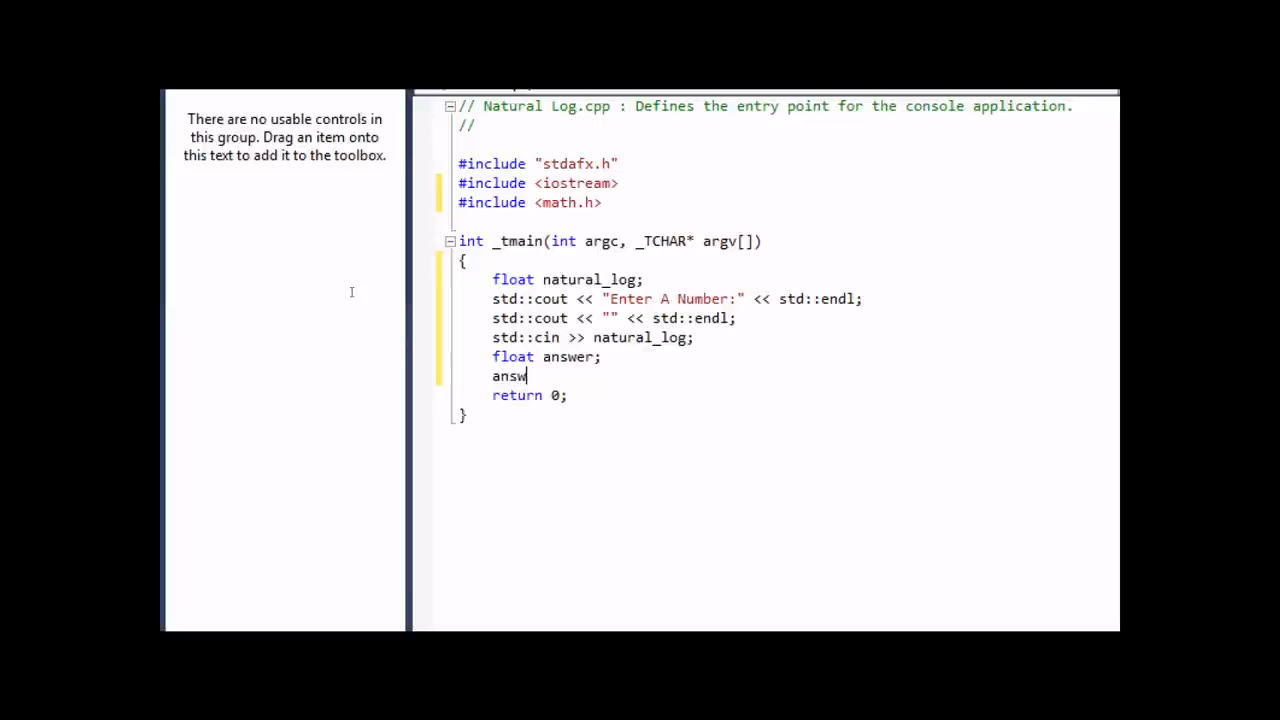 There are no usable controls in
this group. Drag an item onto
this text to add it to the toolbox.
// Natural Log.cpp : Defines the entry point for the console application.
//
#include "stdafx.h"
#include <iostream>
#include <math.h>
int _tmain(int argc, _TCHAR* argv[])
{
float natural_log;
std::cout << "Enter A Number:" << std::endl;
std::cout << "" << std::endl;
std::cin >> natural_log;
float answer;
answ
return 0;
}